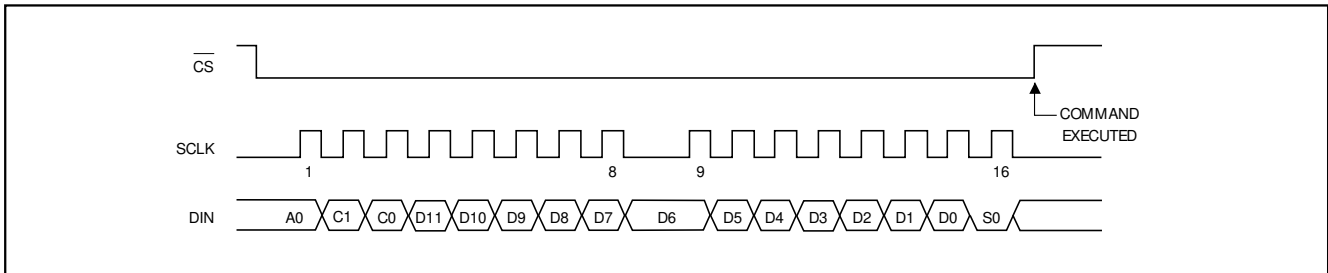 CS
COMMAND
EXECUTED
SCLK
1 8 9 16
DIN A0 C1 C0 D11 D10 D9 D8 D7 D6 D5 D4 D3 D2 D1 D0 S0